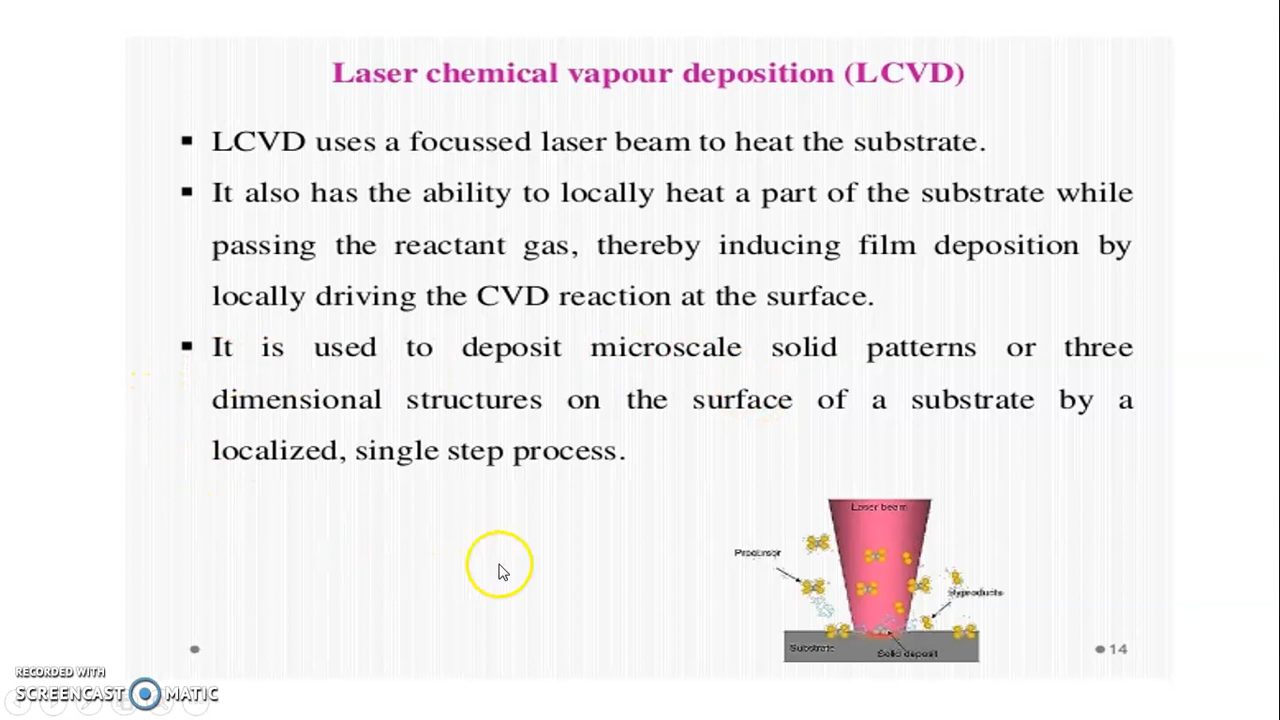 Laser chemical vapour deposition (LCVD)
LCVD uses a focussed laser beam to heat the substrate.
It also has the ability to locally heat a part of the substrate while
passing the reactant gas, thereby inducing film deposition by
locally driving the CVD reaction at the surface.
It is used to deposit microscale solid patterns or three
dimensional structures on the surface of a substrate by a
localized, single step process.
Laser beam
Precursor
Byproducts
Substrate
Solid deposit
14
RECORDED WITH
SCREENCAST MATIC